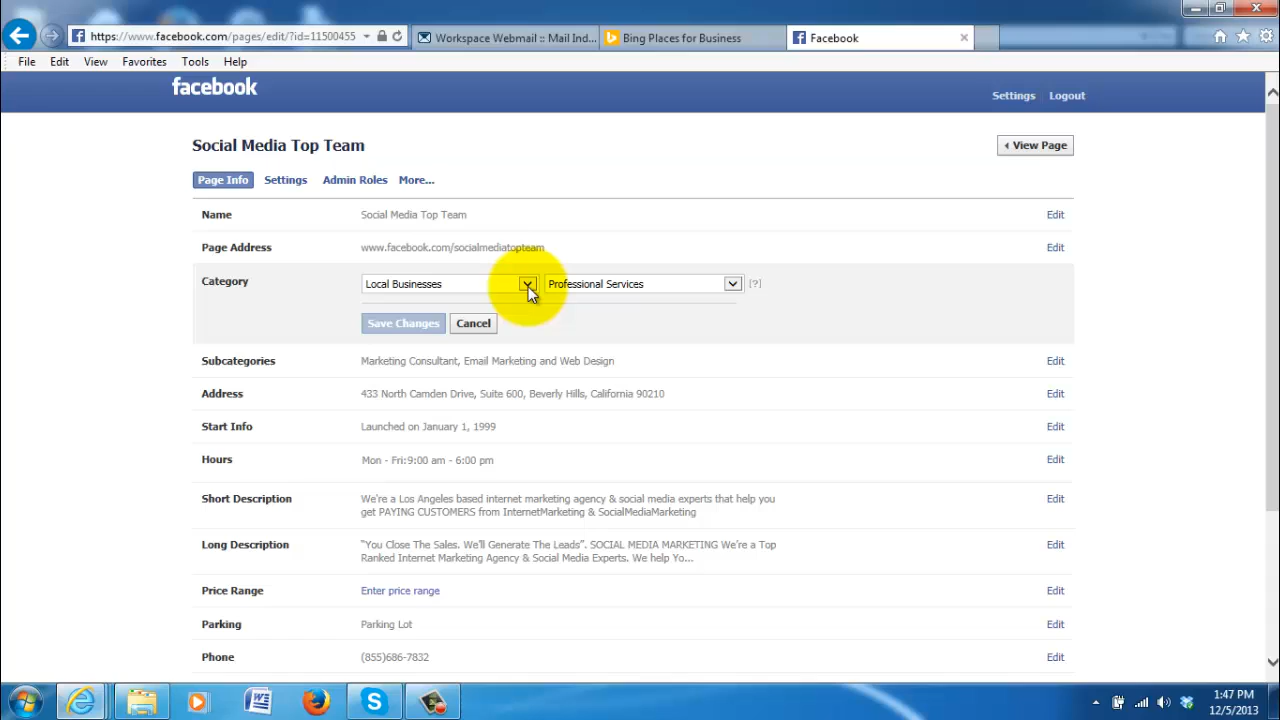 https://www.facebook.com/pages/edit/?id=11500455
Workspace Webmail :: Mail Ind...
Bing Places for Business
Facebook
File Edit View Favorites Tools Help
facebook
Settings Logout
Social Media Top Team
View Page
Page Info Settings Admin Roles More...
Name Social Media Top Team Edit
Page Address www.facebook.com/socialmediatopteam Edit
Category Local Businesses Professional Services [?]
Save Changes Cancel
Subcategories Marketing Consultant, Email Marketing and Web Design Edit
Address 433 North Camden Drive, Suite 600, Beverly Hills, California 90210 Edit
Start Info Launched on January 1, 1999 Edit
Hours Mon - Fri:9:00 am - 6:00 pm Edit
Short Description We're a Los Angeles based internet marketing agency & social media experts that help you Edit
get PAYING CUSTOMERS from InternetMarketing & SocialMediaMarketing
Long Description "You Close The Sales. We'll Generate The Leads". SOCIAL MEDIA MARKETING We're a Top Edit
Ranked Internet Marketing Agency & Social Media Experts. We help Yo...
Price Range Enter price range Edit
Parking Parking Lot Edit
Phone (855)686-7832 Edit
1:47 PM
12/5/2013